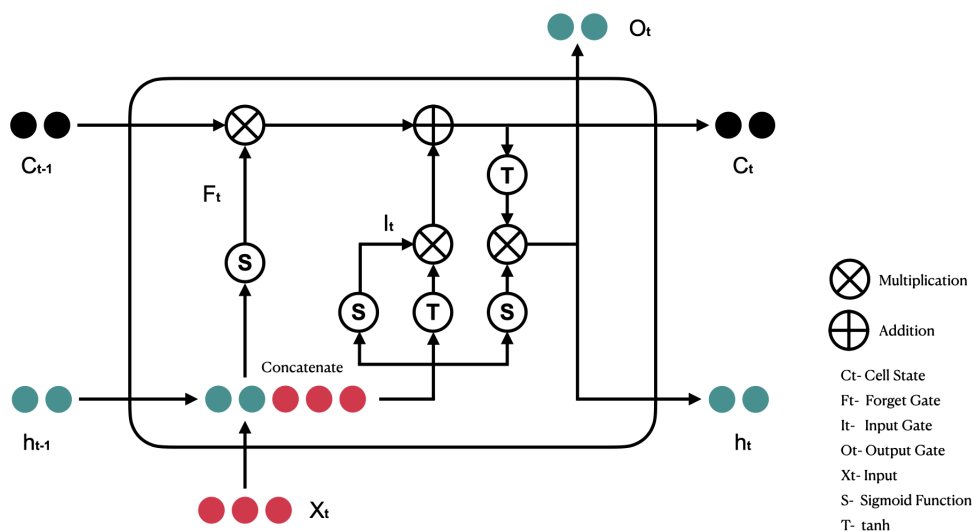 Ot
Ct-1
Ct
Ft
T
It
S
S
T
S
Multiplication
Addition
Concatenate
Ct- Cell State
Ft- Forget Gate
It- Input Gate
Ot- Output Gate
Xt- Input
S- Sigmoid Function
T- tanh
ht-1
ht
Xt